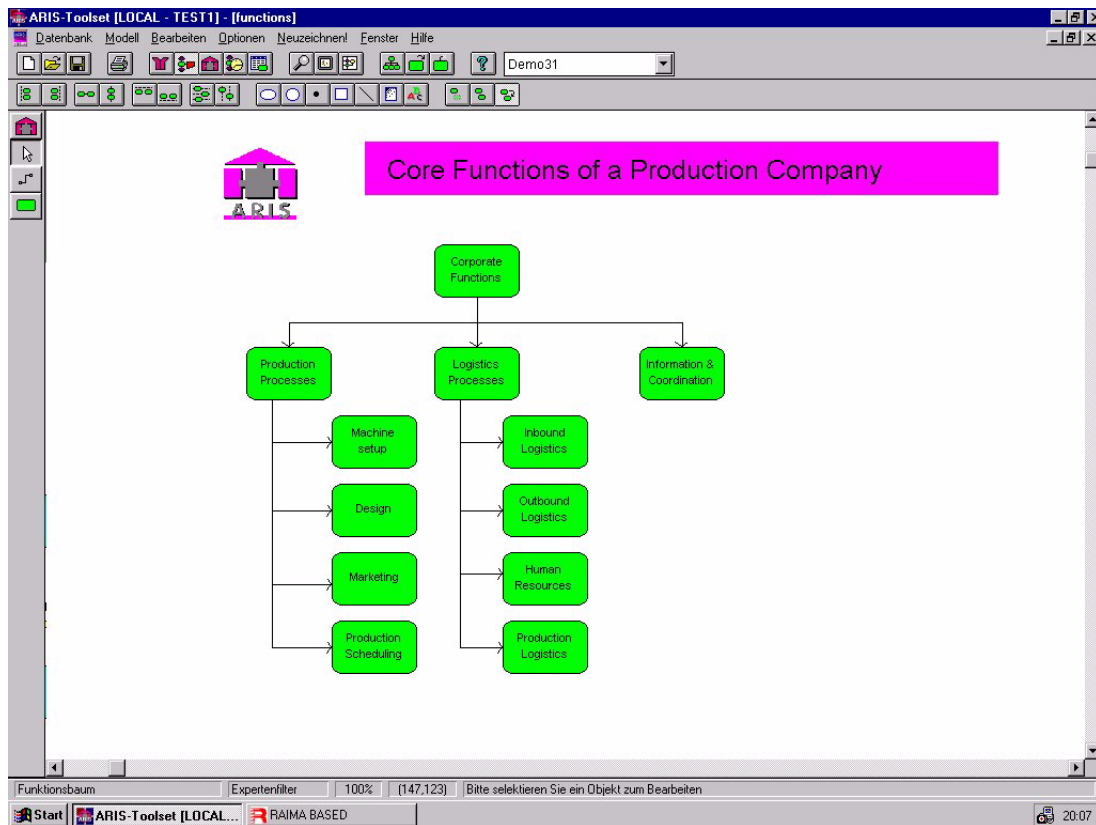 ARIS-Toolset [LOCAL - TEST1] - [functions]
Datenbank Modell Bearbeiten Optionen Neuzeichnen! Fenster Hilfe
Demo31
Core Functions of a Production Company
ARIS
Corporate
Functions
Production
Processes
Logistics
Processes
Information &
Coordination
Machine
setup
Inbound
Logistics
Design
Outbound
Logistics
Marketing
Human
Resources
Production
Scheduling
Production
Logistics
Funktionsbaum Expertenfilter 100% (147,123) Bitte selektieren Sie ein Objekt zum Bearbeiten
Start ARIS-Toolset [LOCAL... RAIMA BASED 20:07